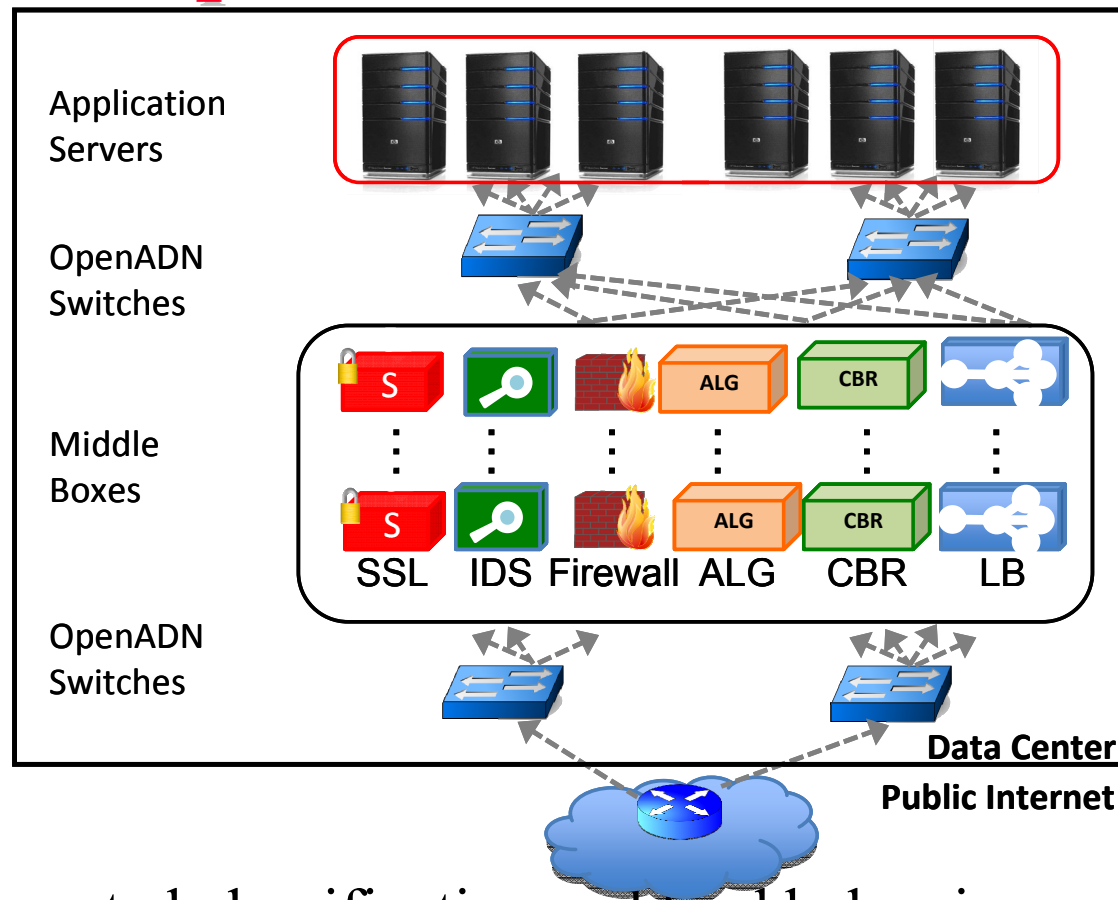 Application
Servers
OpenADN
Switches
S ALG CBR
Middle
Boxes
S ALG CBR
SSL IDS Firewall ALG CBR LB
OpenADN
Switches
Data Center
Public Internet